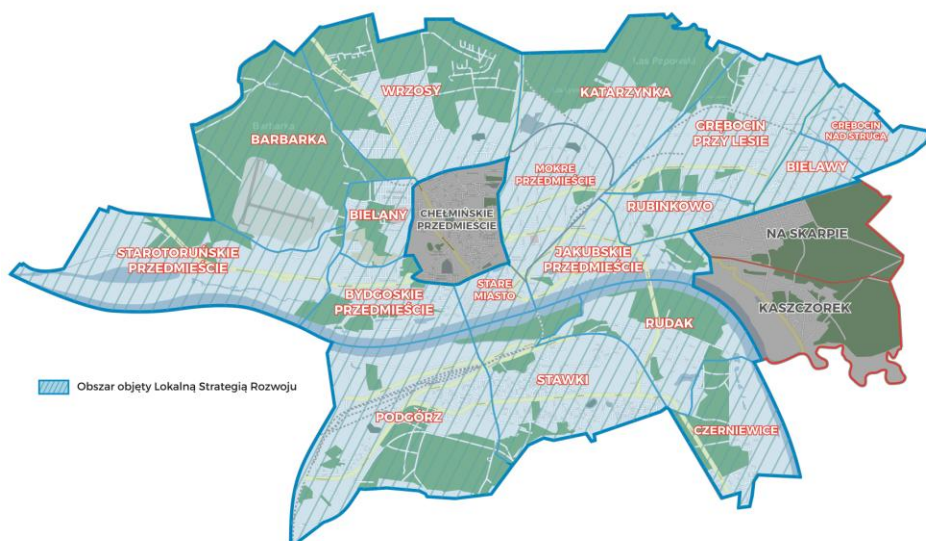 WRZOSY
KATARZYNKA
BARBARKA
Barbarka
GRĘBOCIN
PRZY LESIE
GRĘBOCIN
NAD STRUGĄ
MOKRE
PRZEDMIEŚCIE
BIELAWY
BIELANY
CHEŁMIŃSKIE
PRZEDMIEŚCIE
RUBINKOWO
NA SKARPIE
STAROTORUŃSKIE
PRZEDMIEŚCIE
JAKUBSKIE
PRZEDMIEŚCIE
STARE
MIASTO
BYDGOSKIE
PRZEDMIEŚCIE
KASZCZOREK
RUDAK
STAWKI
Obszar objęty Lokalną Strategią Rozwoju
PODGÓRZ
CZERNIEWICE